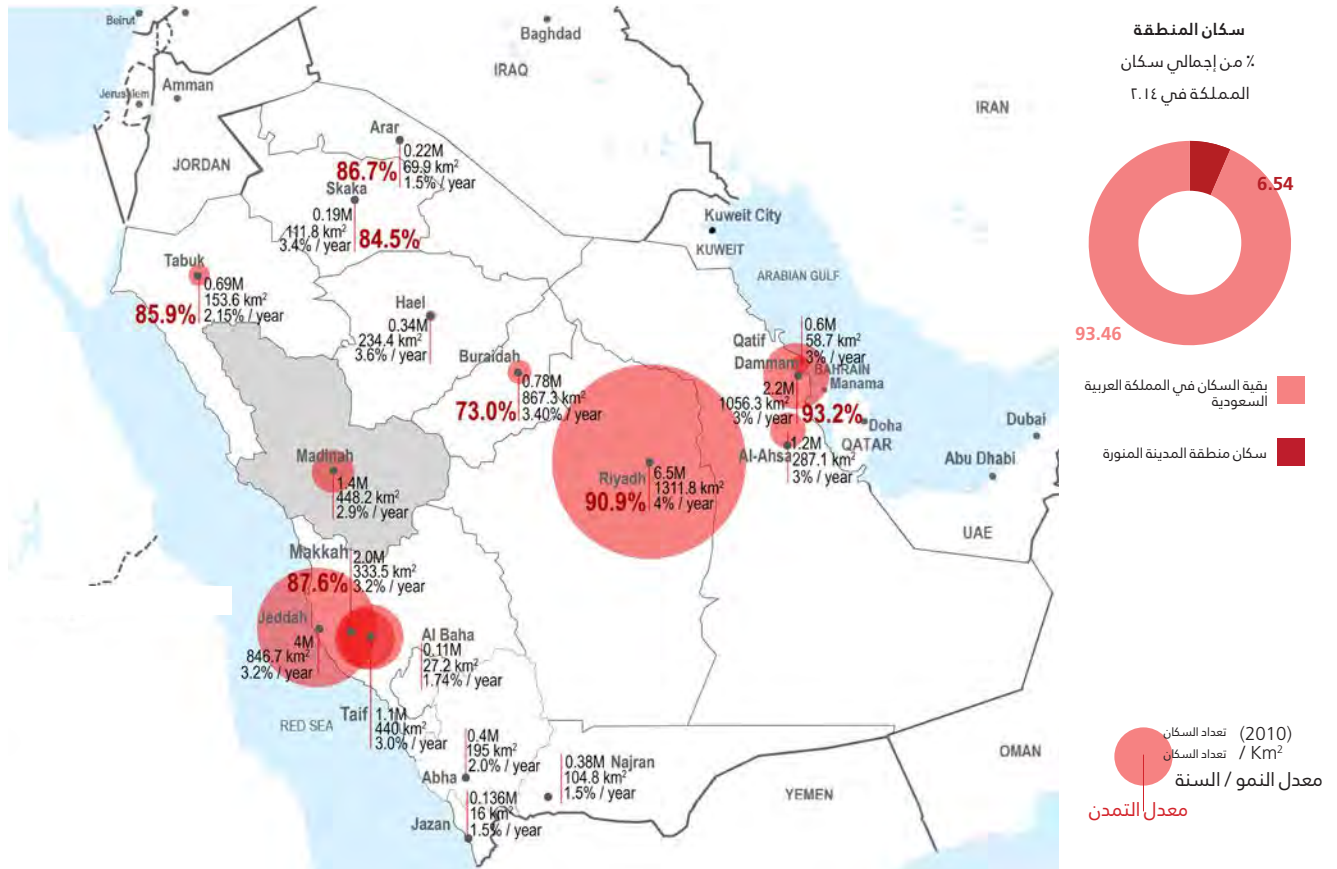 Beirut
Baghdad
IRAQ
IRAN
Amman
Jerusalem
JORDAN
Arar
0.22M
69.9 km²
1.5% / year
86.7%
Skaka
0.19M
111.8 km²
3.4% / year
84.5%
Kuwait City
KUWEIT
ARABIAN GULF
Tabuk
0.69M
153.6 km²
2.15% / year
85.9%
Hael
0.34M
234.4 km²
3.6% / year
Buraidah
0.78M
867.3 km²
3.40% / year
73.0%
Qatif
0.6M
58.7 km²
3% / year
Dammam
BAHRAIN
Manama
2.2M
1056.3 km²
3% / year
93.2%
Doha
QATAR
Al-Ahsa
1.2M
287.1 km²
3% / year
Dubai
Abu Dhabi
UAE
Madinah
1.4M
448.2 km²
2.9% / year
Riyadh
6.5M
1311.8 km²
4% / year
90.9%
Makkah
2.0M
333.5 km²
3.2% / year
87.6%
Jeddah
4M
846.7 km²
3.2% / year
Al Baha
0.11M
27.2 km²
1.74% / year
Taif
1.1M
440 km²
3.0% / year
RED SEA
0.4M
195 km²
2.0% / year
Abha
0.38M Najran
104.8 km²
1.5% / year
0.136M
16 km²
1.5% / year
Jazan
YEMEN
OMAN
سكان المنطقة
٪ من إجمالي سكان
المملكة في ٢٠١٤
6.54
93.46
بقية السكان في المملكة العربية
السعودية
سكان منطقة المدينة المنورة
تعداد السكان (2010)
تعداد السكان / Km²
معدل النمو / السنة
معدل التمدن